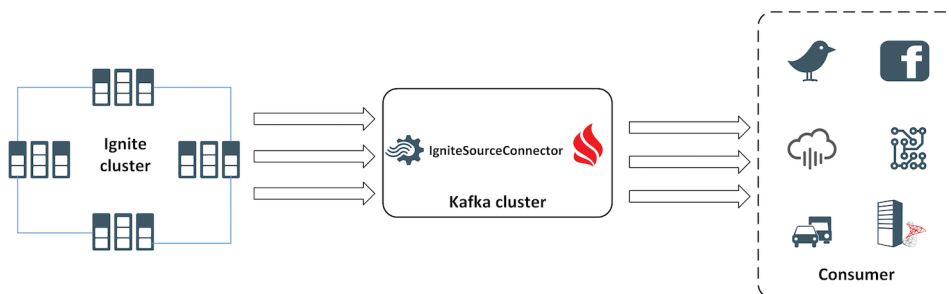 Ignite
cluster
IgniteSourceConnector
Kafka cluster
f
Consumer